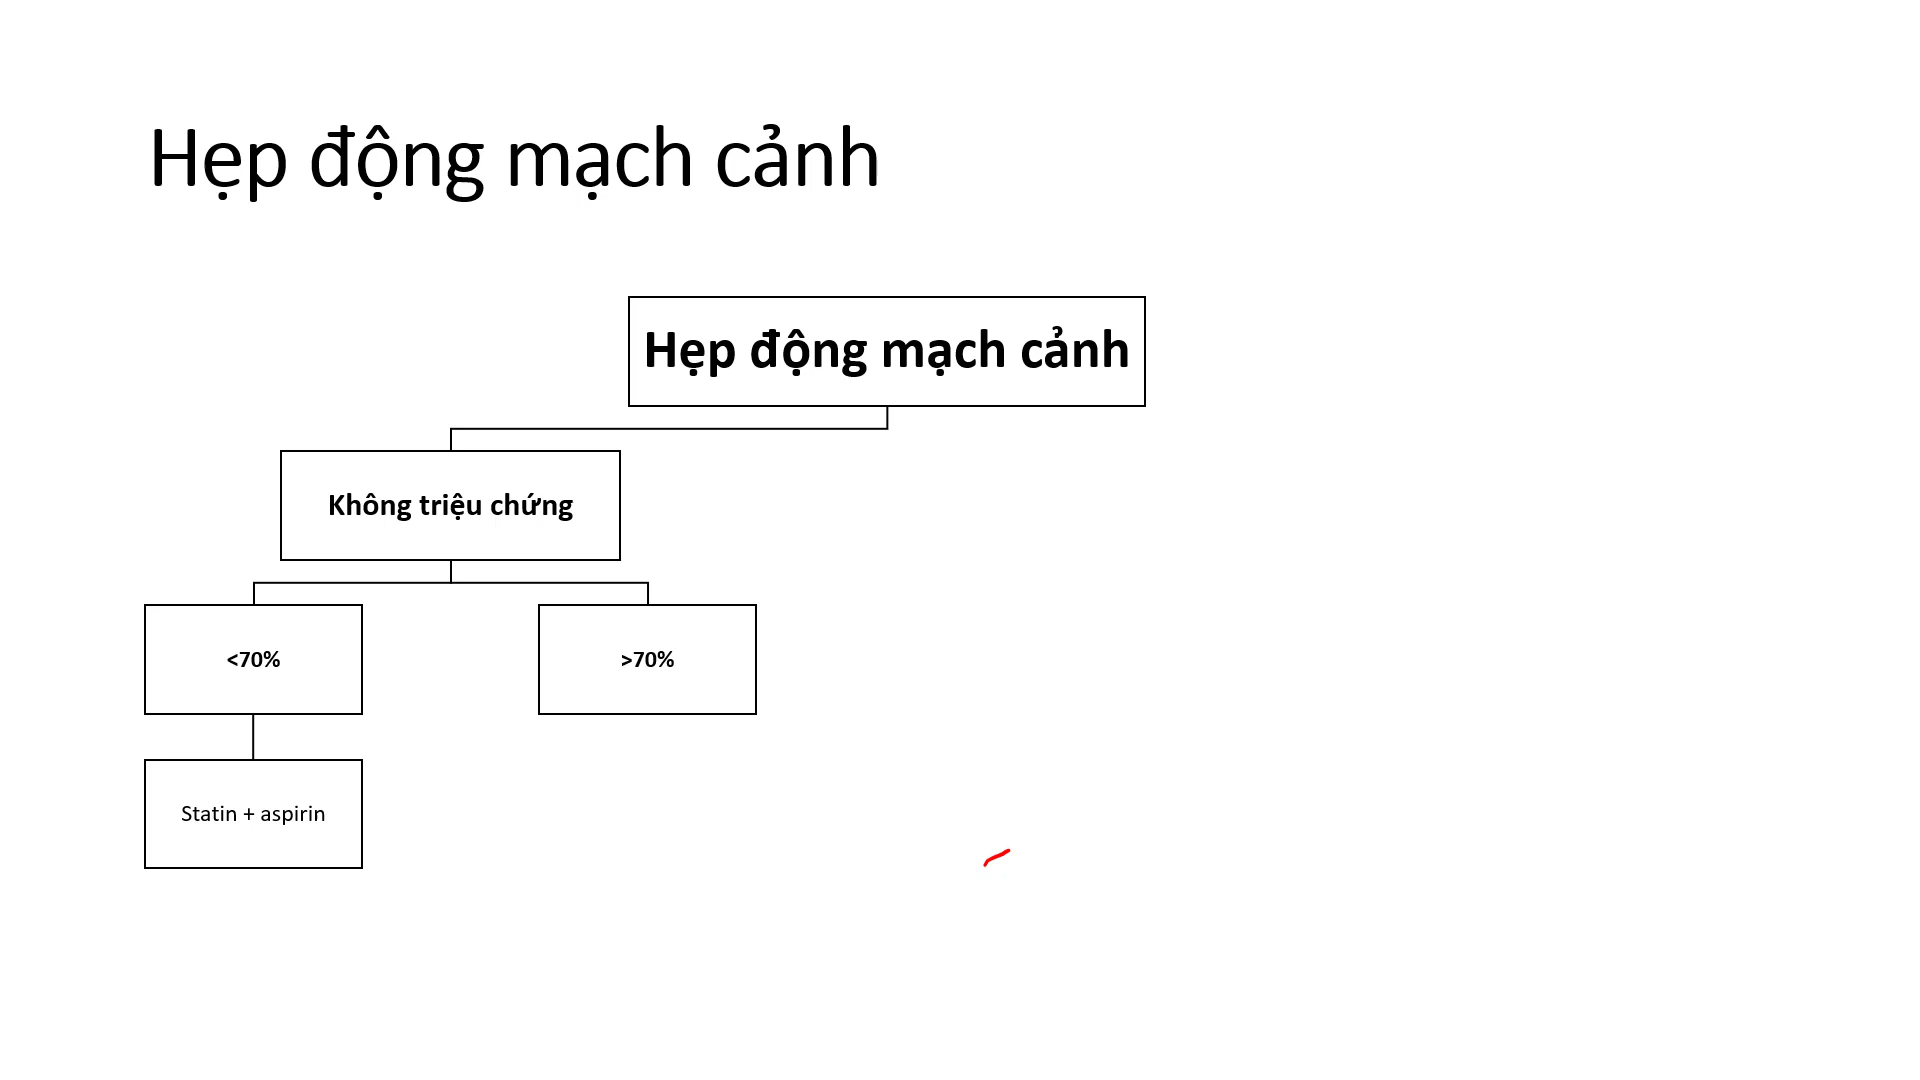 Hẹp động mạch cảnh
Hẹp động mạch cảnh
Không triệu chứng
<70%
>70%
Statin + aspirin